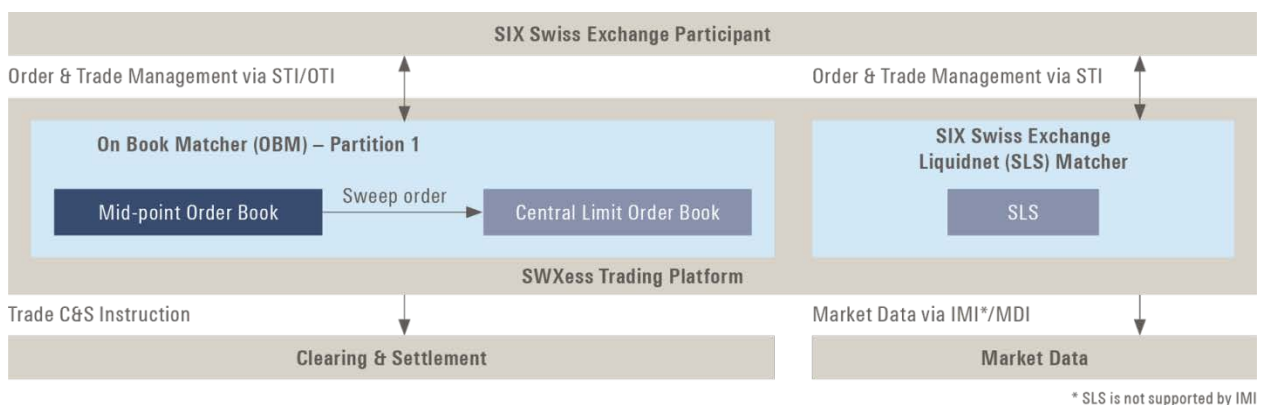 SIX Swiss Exchange Participant
Order & Trade Management via STI/OTI
Order & Trade Management via STI
On Book Matcher (OBM) – Partition 1
SIX Swiss Exchange
Liquidnet (SLS) Matcher
Mid-point Order Book
Sweep order
Central Limit Order Book
SLS
SWXess Trading Platform
Trade C&S Instruction
Market Data via IMI*/MDI
Clearing & Settlement
Market Data
* SLS is not supported by IMI